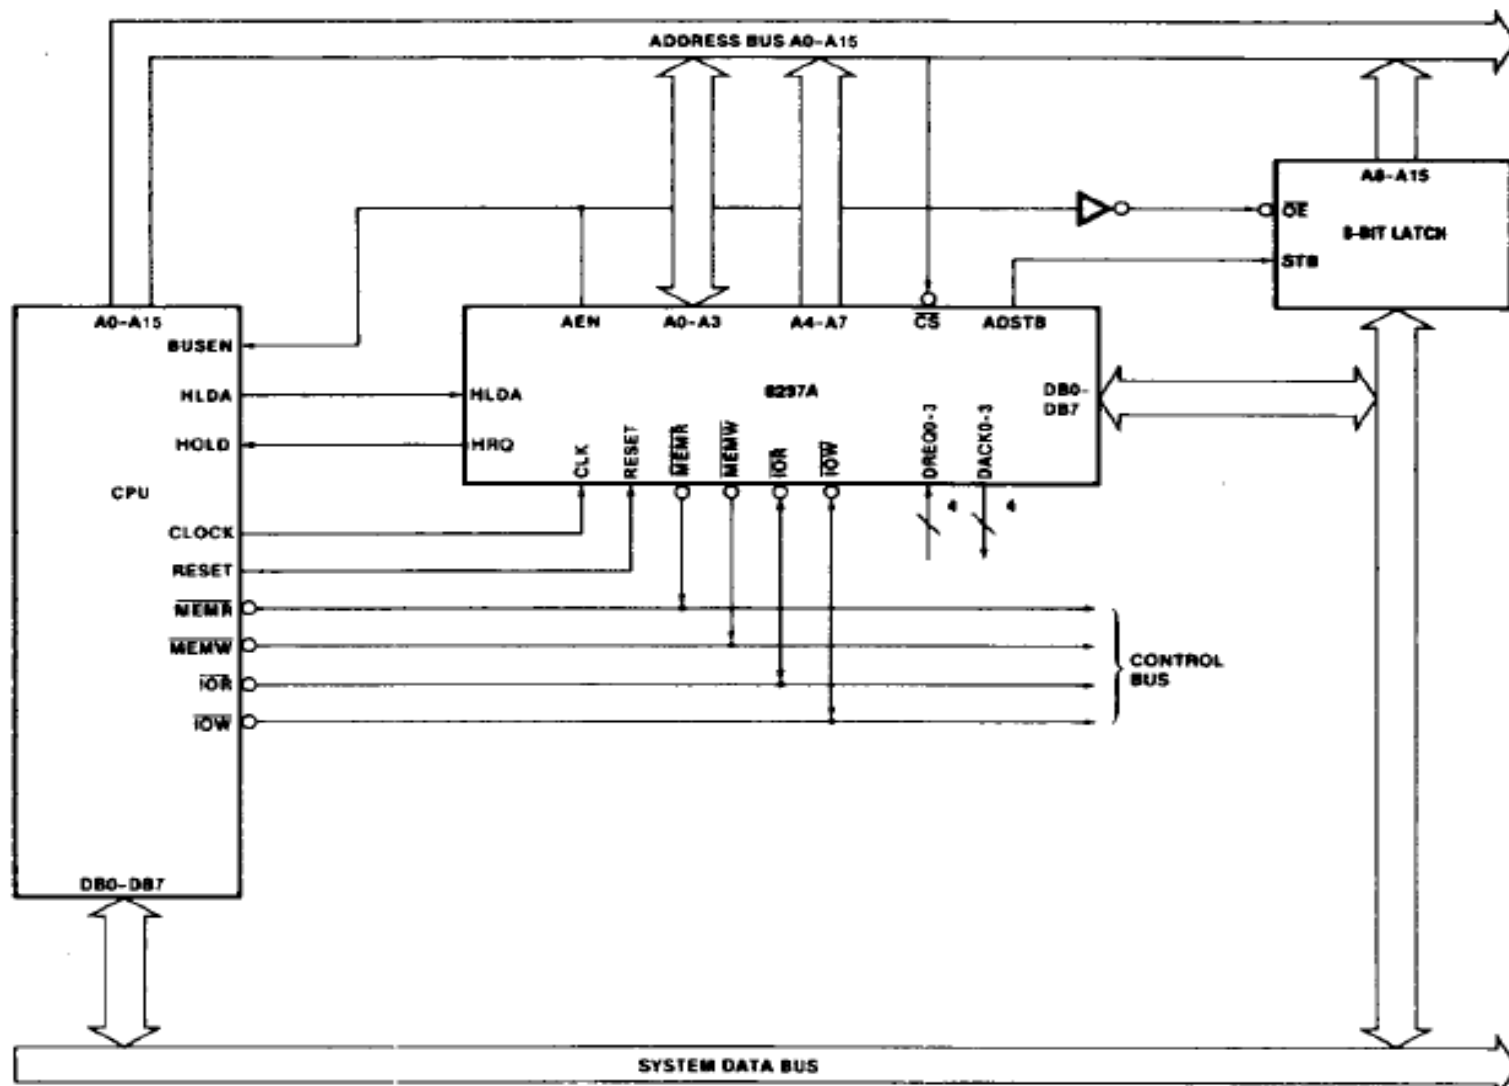 ADDRESS BUS A0-A15
A8-A15
OE
8-BIT LATCH
STB
A0-A15
AEN
A0-A3
A4-A7
CS
ADSTB
BUSEN
HLDA
HLDA
8237A
DB0-
DB7
HOLD
HRQ
CLK
RESET
MEMR
MEMW
IOR
IOW
DREQ0-3
DACK0-3
CPU
4
4
CLOCK
RESET
MEMR
MEMW
IOR
IOW
CONTROL
BUS
DB0-DB7
SYSTEM DATA BUS